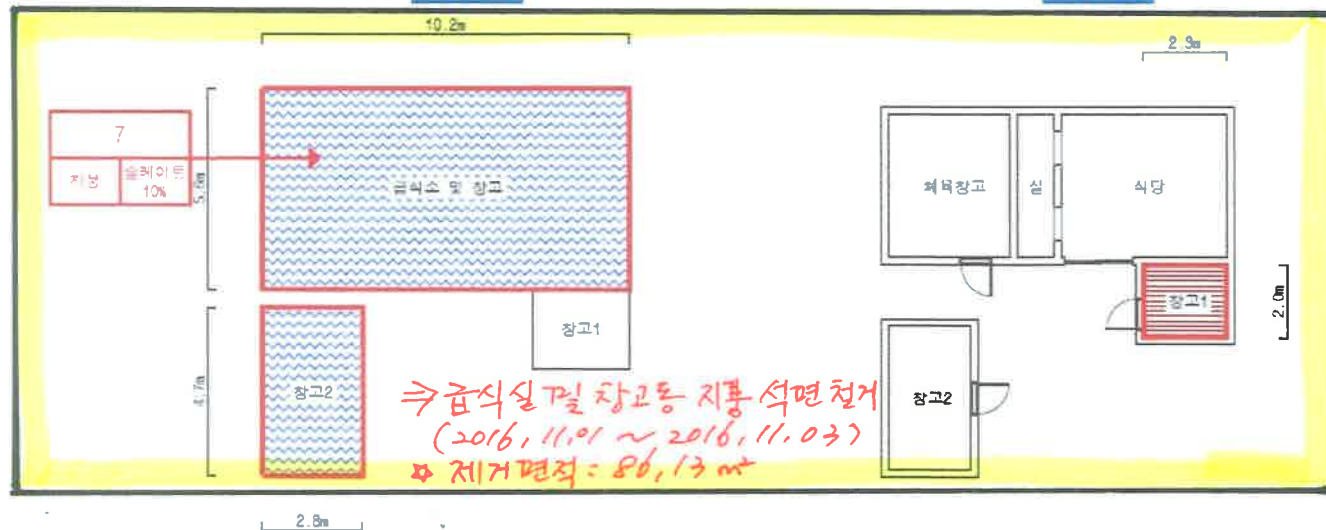 10.2m
2.3m
7
지붕
슬레이트
10%
5.6m
급식소 및 창고
체육창고
실
식당
창고1
2.0m
창고1
4.7m
창고2
창고2
⇒ 급식실 및 창고동 지붕 석면철거
(2016, 11.01 ~ 2016, 11.03)
☆ 제거면적 : 86,13㎡
2.8m